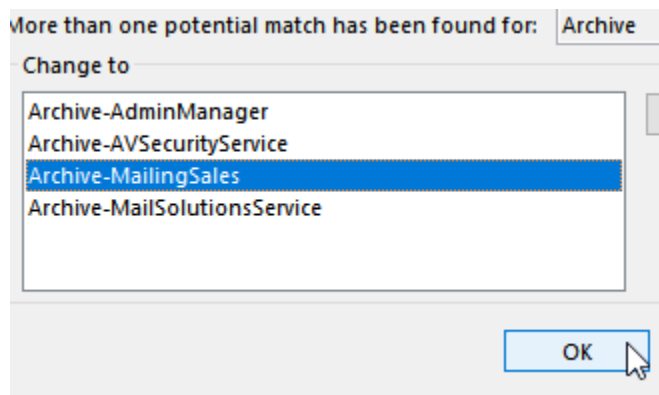 More than one potential match has been found for: Archive
Change to
Archive-AdminManager
Archive-AVSecurityService
Archive-MailingSales
Archive-MailSolutionsService
OK